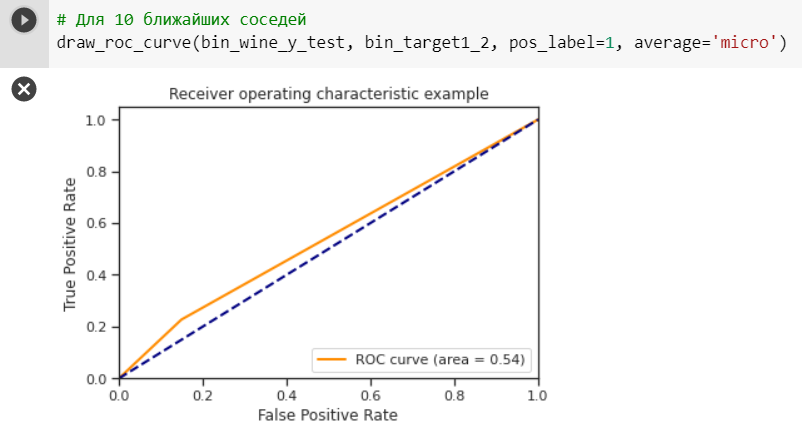 # Для 10 ближайших соседей
draw_roc_curve(bin_wine_y_test, bin_target1_2, pos_label=1, average='micro')
Receiver operating characteristic example
1.0
0.8
0.6
0.4
0.2
0.0
True Positive Rate
ROC curve (area = 0.54)
0.0 0.2 0.4 0.6 0.8 1.0
False Positive Rate